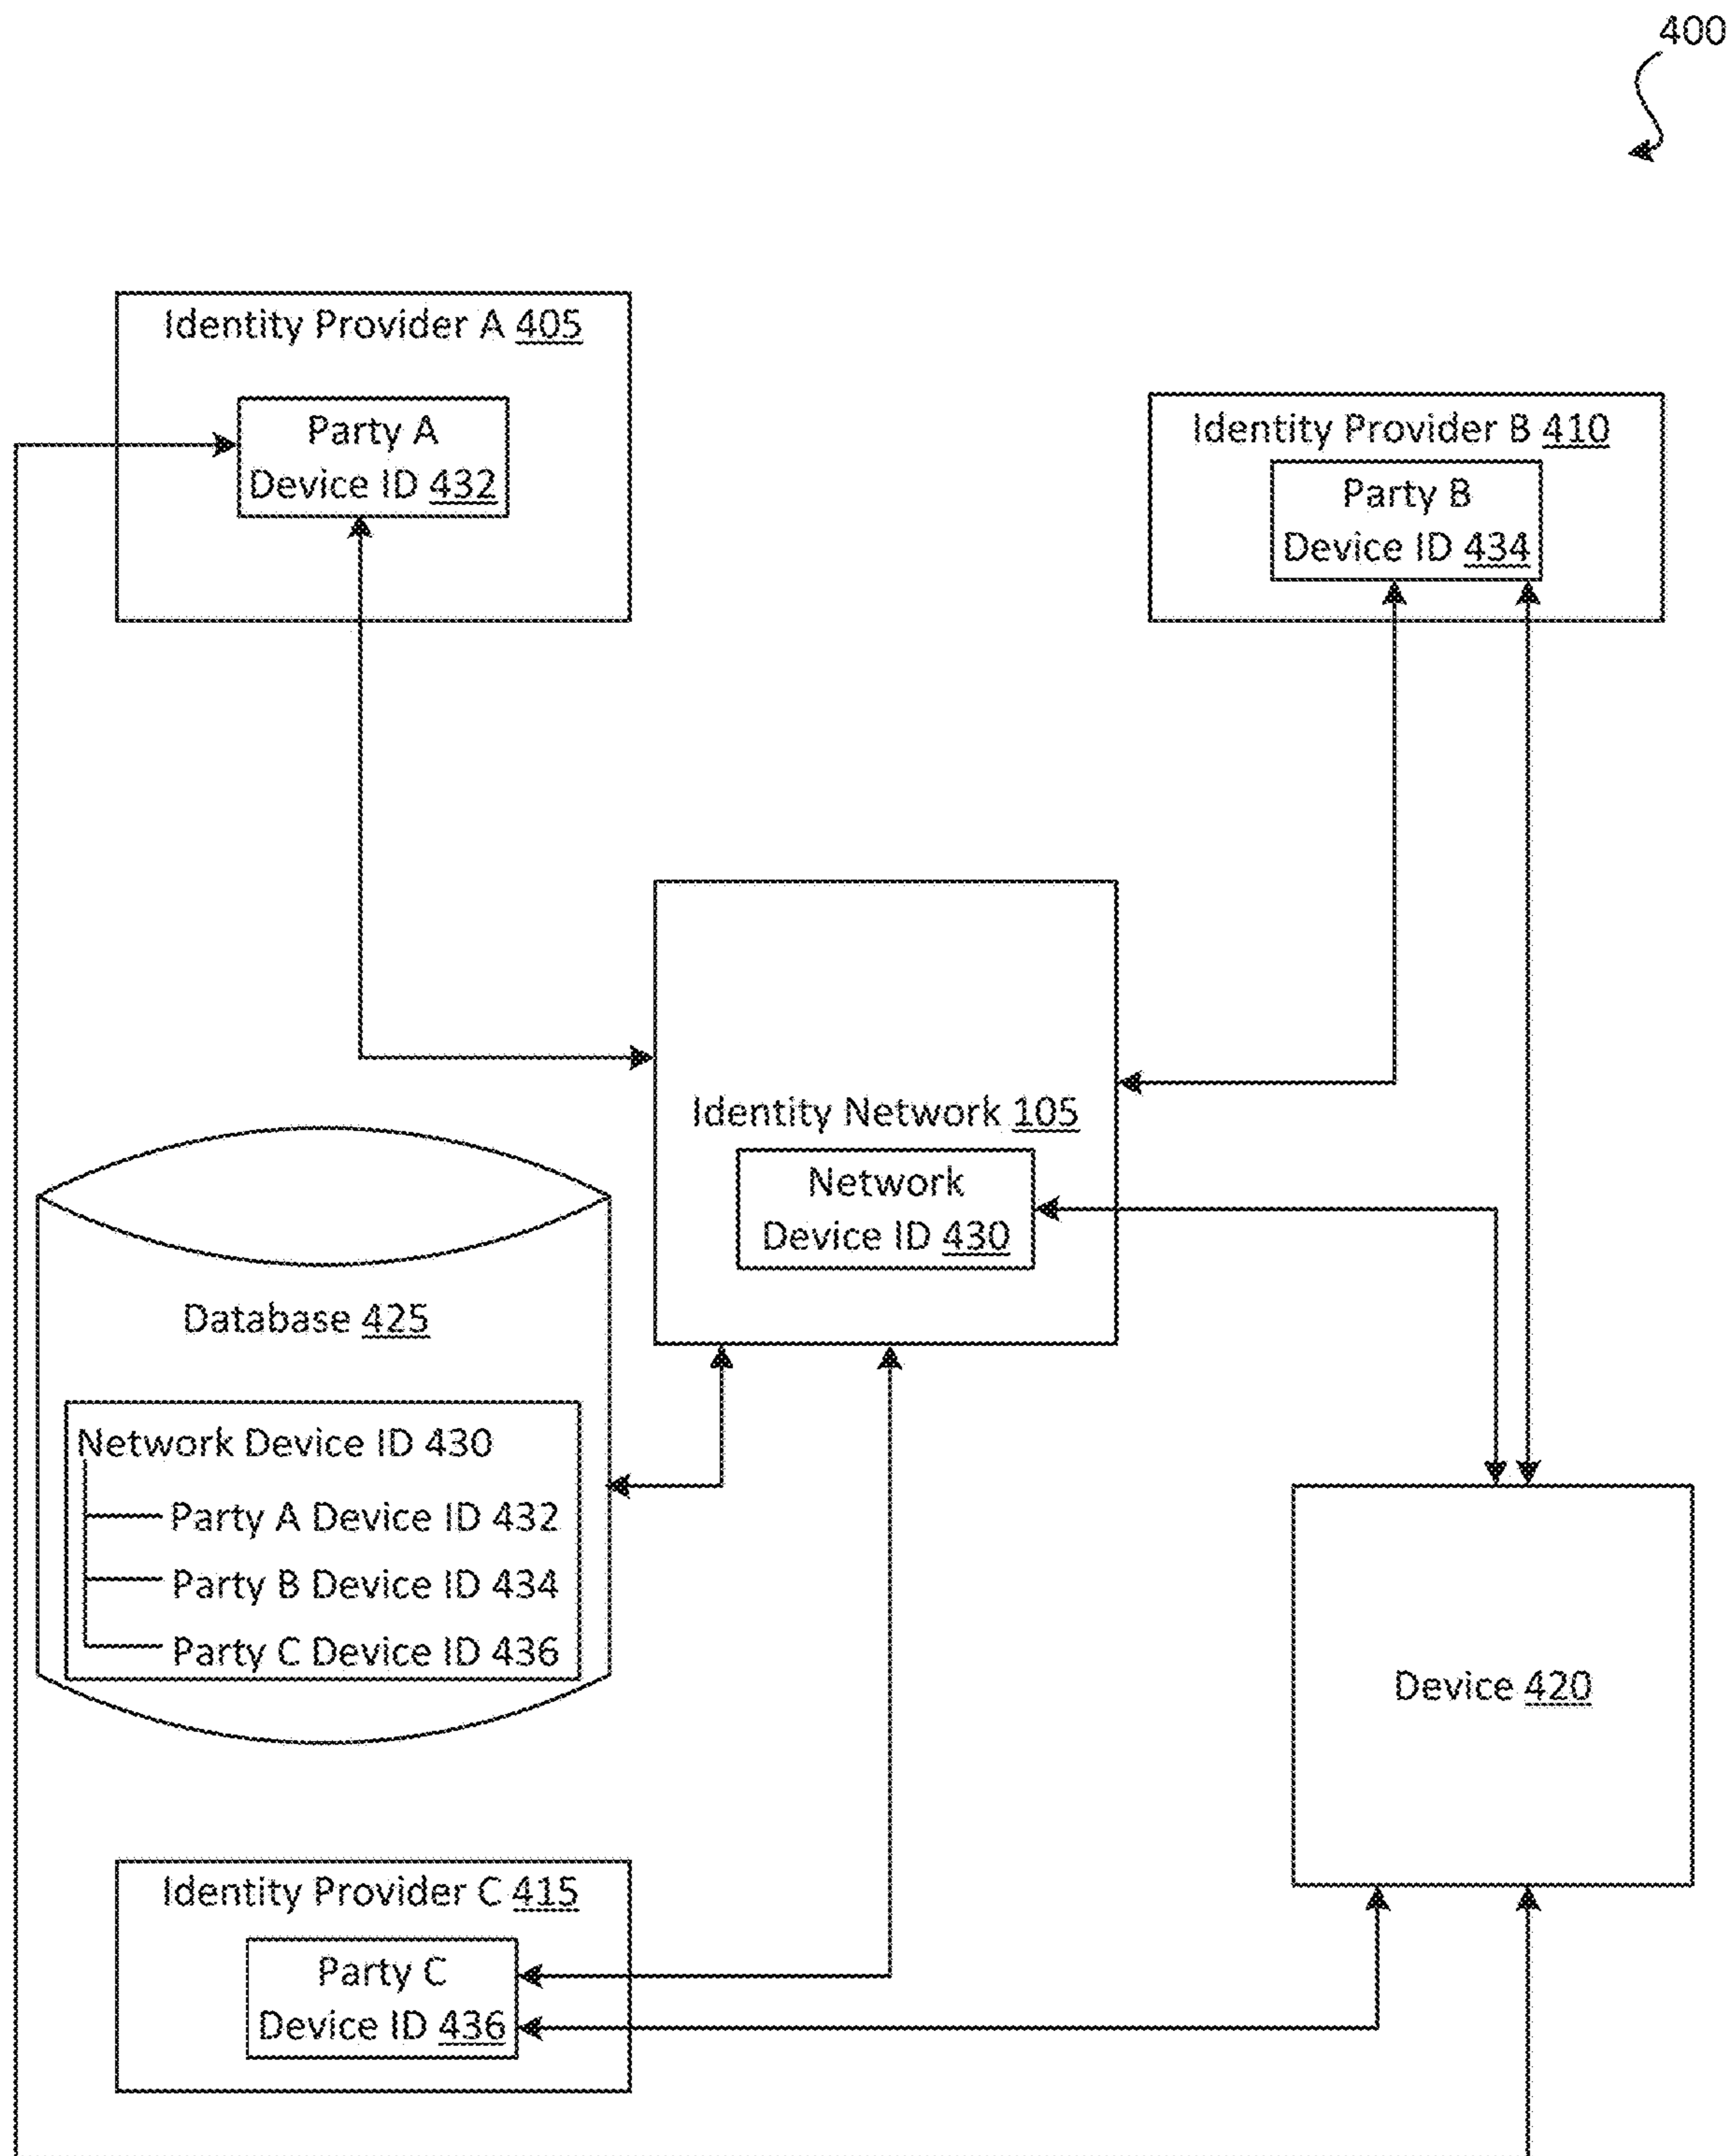 400
Identity Provider A 405
Party A
Device ID 432
Identity Provider B 410
Party B
Device ID 434
Identity Network 105
Network
Device ID 430
Database 425
Network Device ID 430
Party A Device ID 432
Party B Device ID 434
Party C Device ID 436
Device 420
Identity Provider C 415
Party C
Device ID 436